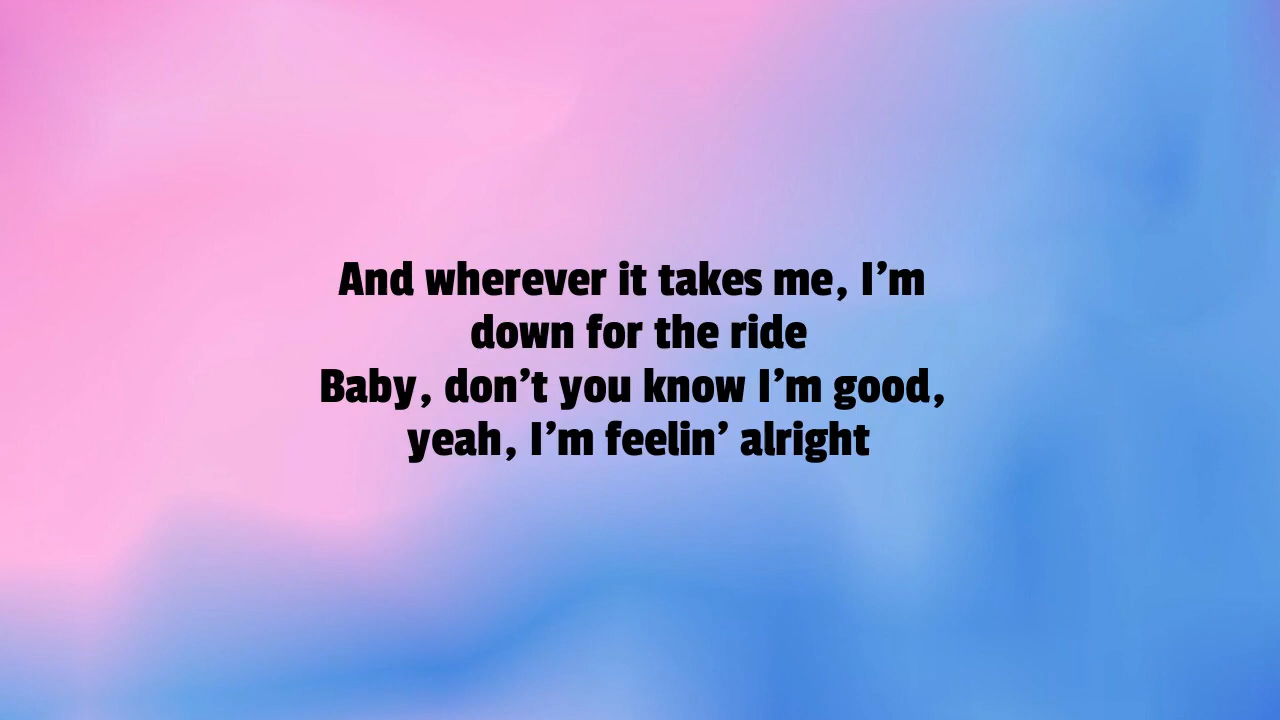 And wherever it takes me, I’m
down for the ride
Baby, don’t you know I’m good,
yeah, I’m feelin’ alright